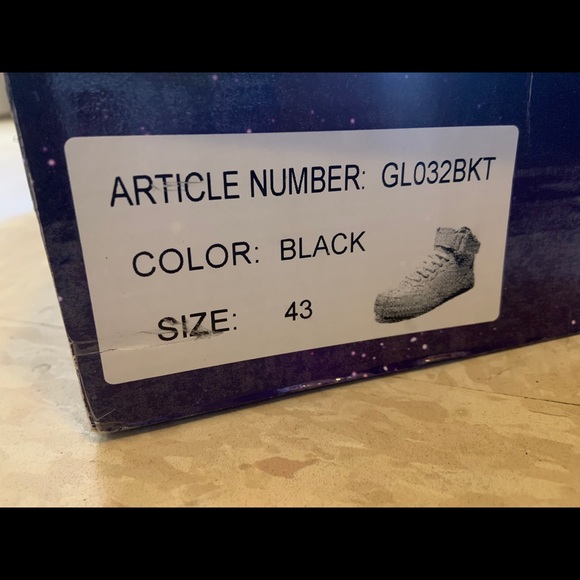 ARTICLE NUMBER: GL032BKT
COLOR: BLACK
SIZE: 43